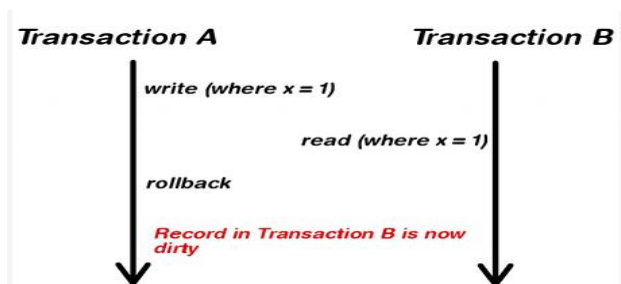 Transaction A
Transaction B
write (where x = 1)
read (where x = 1)
rollback
Record in Transaction B is now
dirty